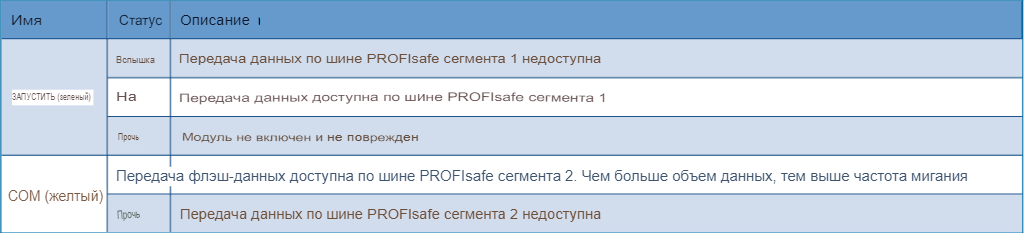 Имя Статус Описание
Вспышка Передача данных по шине PROFIsafe сегмента 1 недоступна
ЗАПУСТИТЬ (зеленый) На Передача данных доступна по шине PROFIsafe сегмента 1
Прочь Модуль не включен и не поврежден
COM (желтый) Передача флэш-данных доступна по шине PROFIsafe сегмента 2. Чем больше объем данных, тем выше частота мигания
Прочь Передача данных по шине PROFIsafe сегмента 2 недоступна